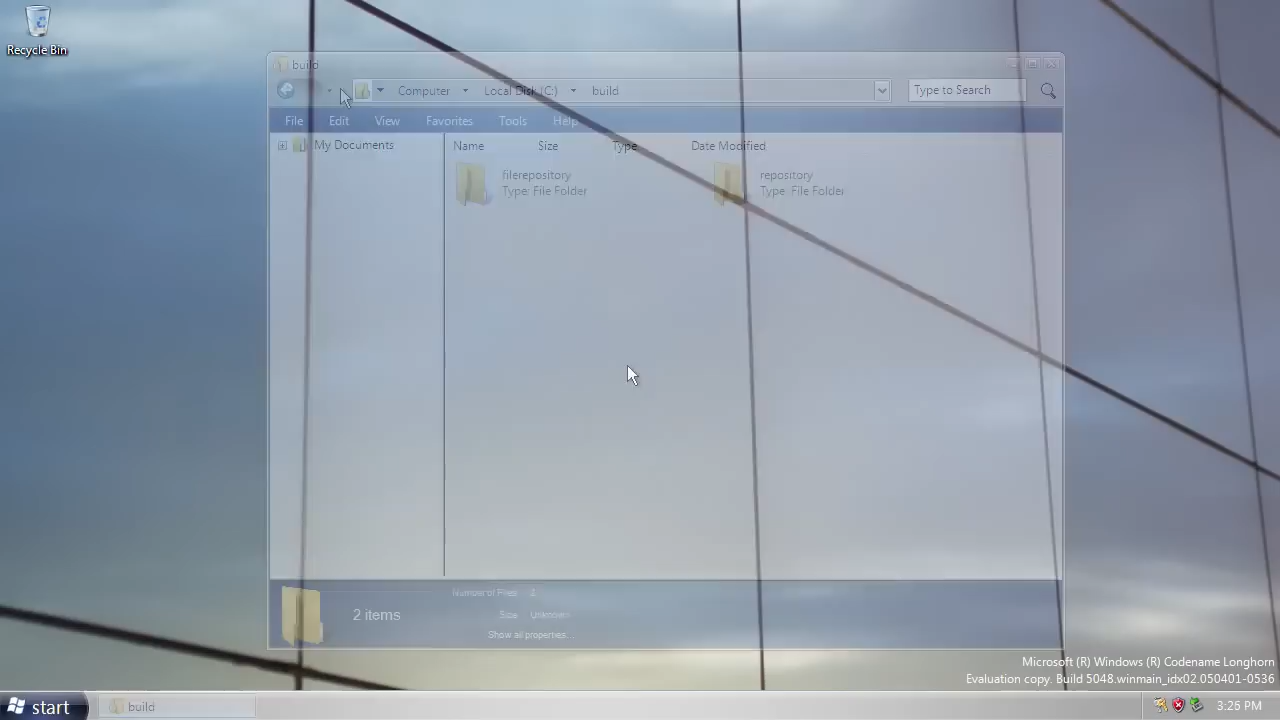 Recycle Bin
build
Computer Local Disk (C:) build Type to Search
File Edit View Favorites Tools Help
My Documents
Name Size Type Date Modified
filerepository
Type: File Folder
repository
Type: File Folder
2 items
Number of Files: 2
Size Unknown
Show all properties...
Microsoft (R) Windows (R) Codename Longhorn
Evaluation copy. Build 5048.winmain_idx02.050401-0536
start
build
3:25 PM